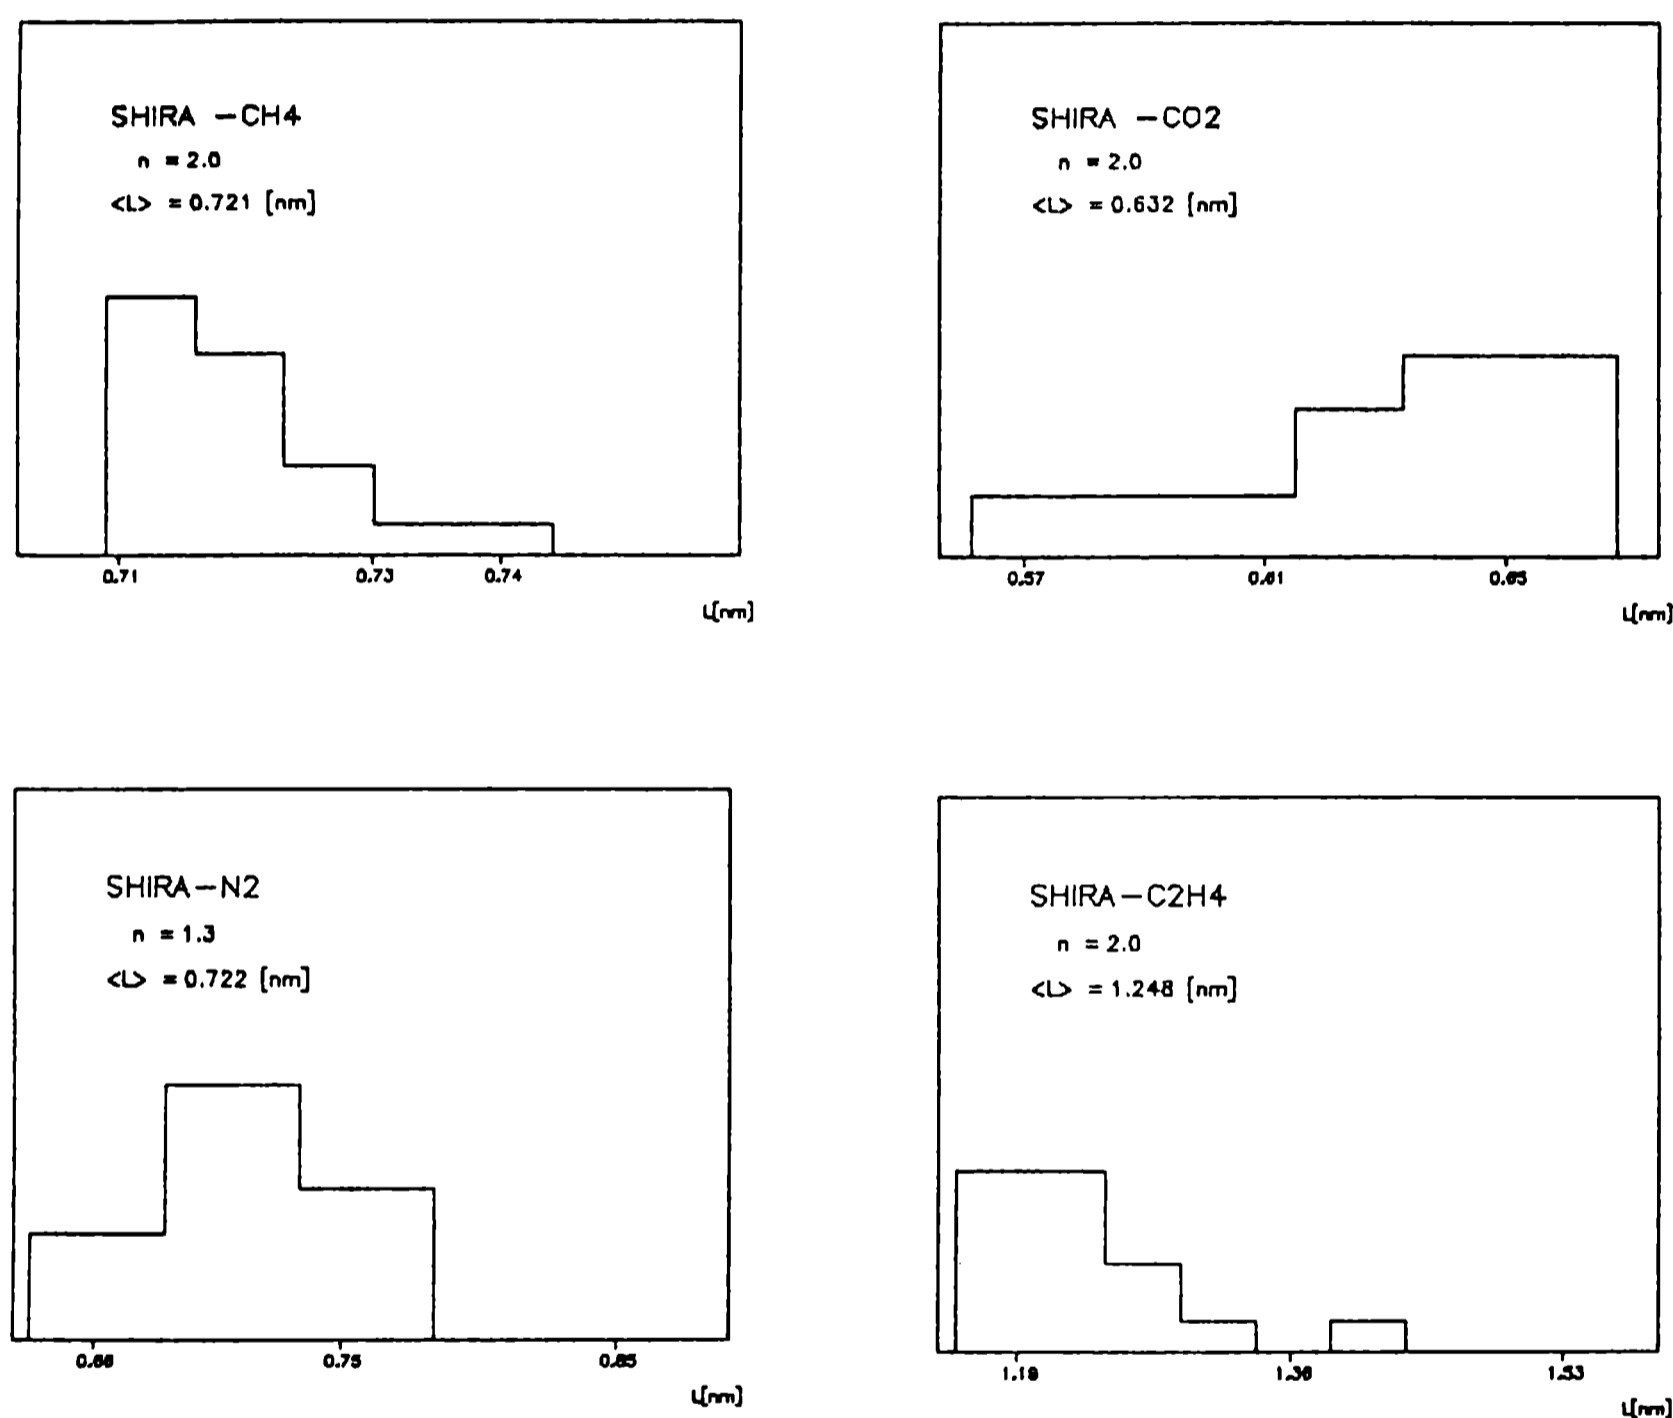 SHIRA -CH4
n = 2.0
<L> = 0.721 [nm]
0.71 0.73 0.74
L[nm]
SHIRA -CO2
n = 2.0
<L> = 0.632 [nm]
0.57 0.61 0.65
L[nm]
SHIRA-N2
n = 1.3
<L> = 0.722 [nm]
0.66 0.75 0.85
L[nm]
SHIRA-C2H4
n = 2.0
<L> = 1.248 [nm]
1.19 1.36 1.53
L[nm]